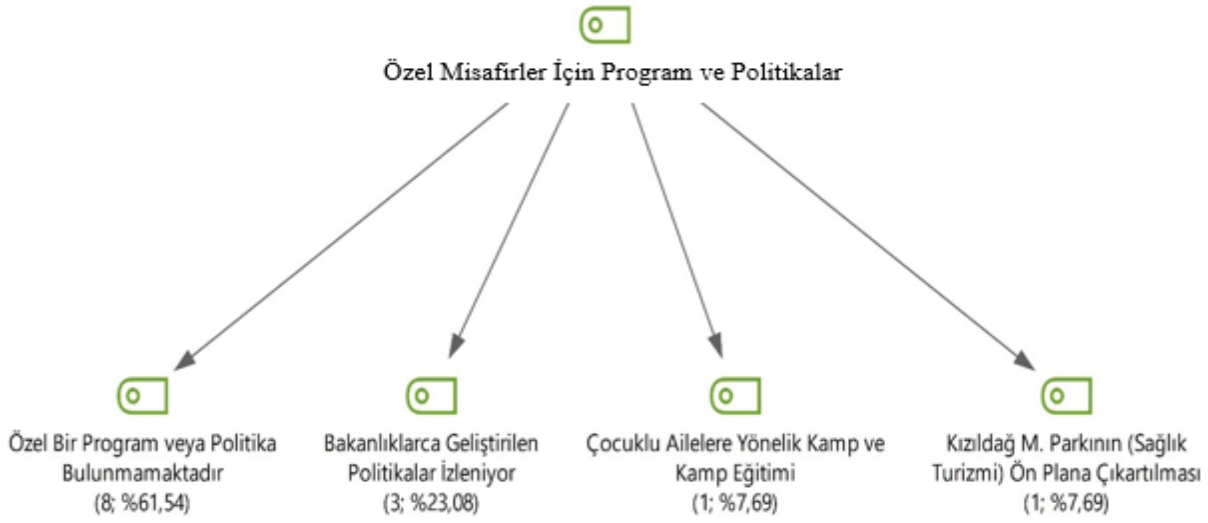 Özel Misafirler İçin Program ve Politikalar
Özel Bir Program veya Politika
Bulunmamaktadır
(8; %61,54)
Bakanlıklarca Geliştirilen
Politikalar İzleniyor
(3; %23,08)
Çocuklu Ailelere Yönelik Kamp ve
Kamp Eğitimi
(1; %7,69)
Kızıldağ M. Parkının (Sağlık
Turizmi) Ön Plana Çıkartılması
(1; %7,69)